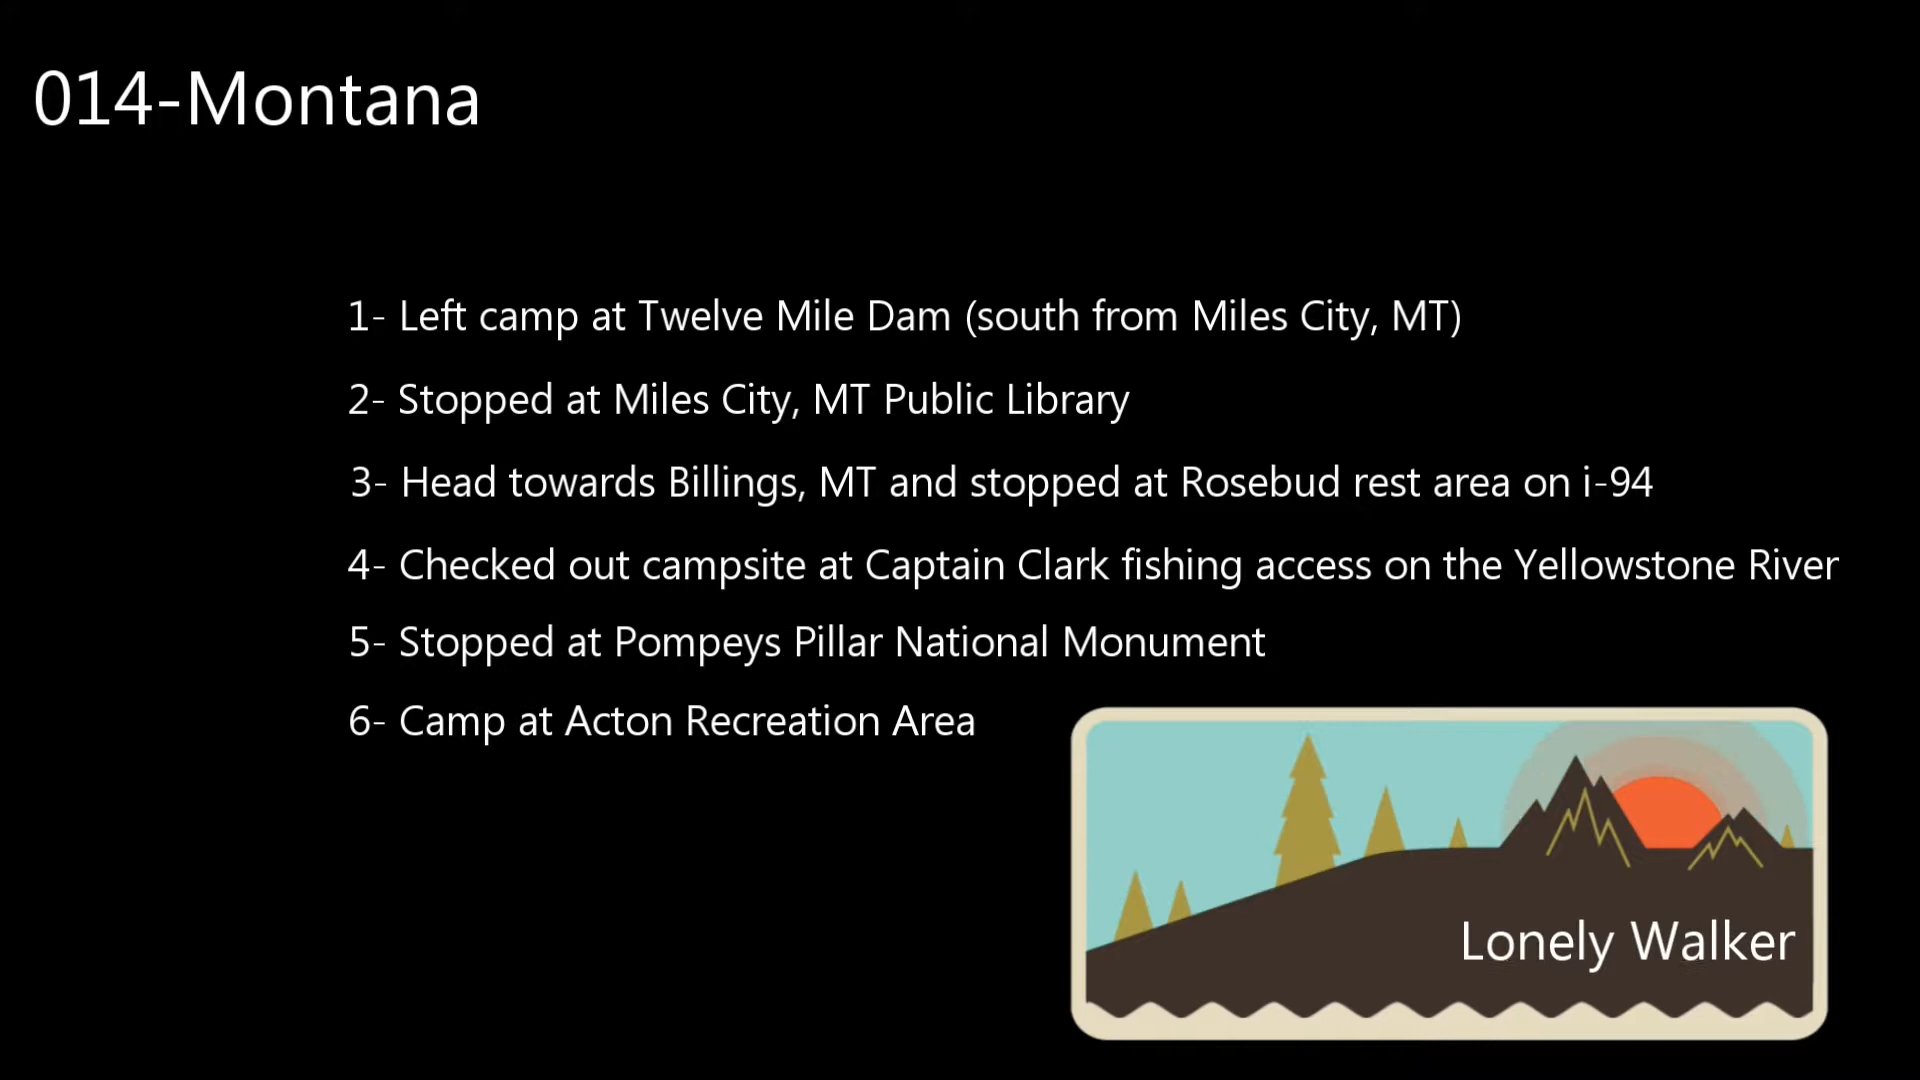 014-Montana
1- Left camp at Twelve Mile Dam (south from Miles City, MT)
2- Stopped at Miles City, MT Public Library
3- Head towards Billings, MT and stopped at Rosebud rest area on i-94
4- Checked out campsite at Captain Clark fishing access on the Yellowstone River
5- Stopped at Pompeys Pillar National Monument
6- Camp at Acton Recreation Area
Lonely Walker